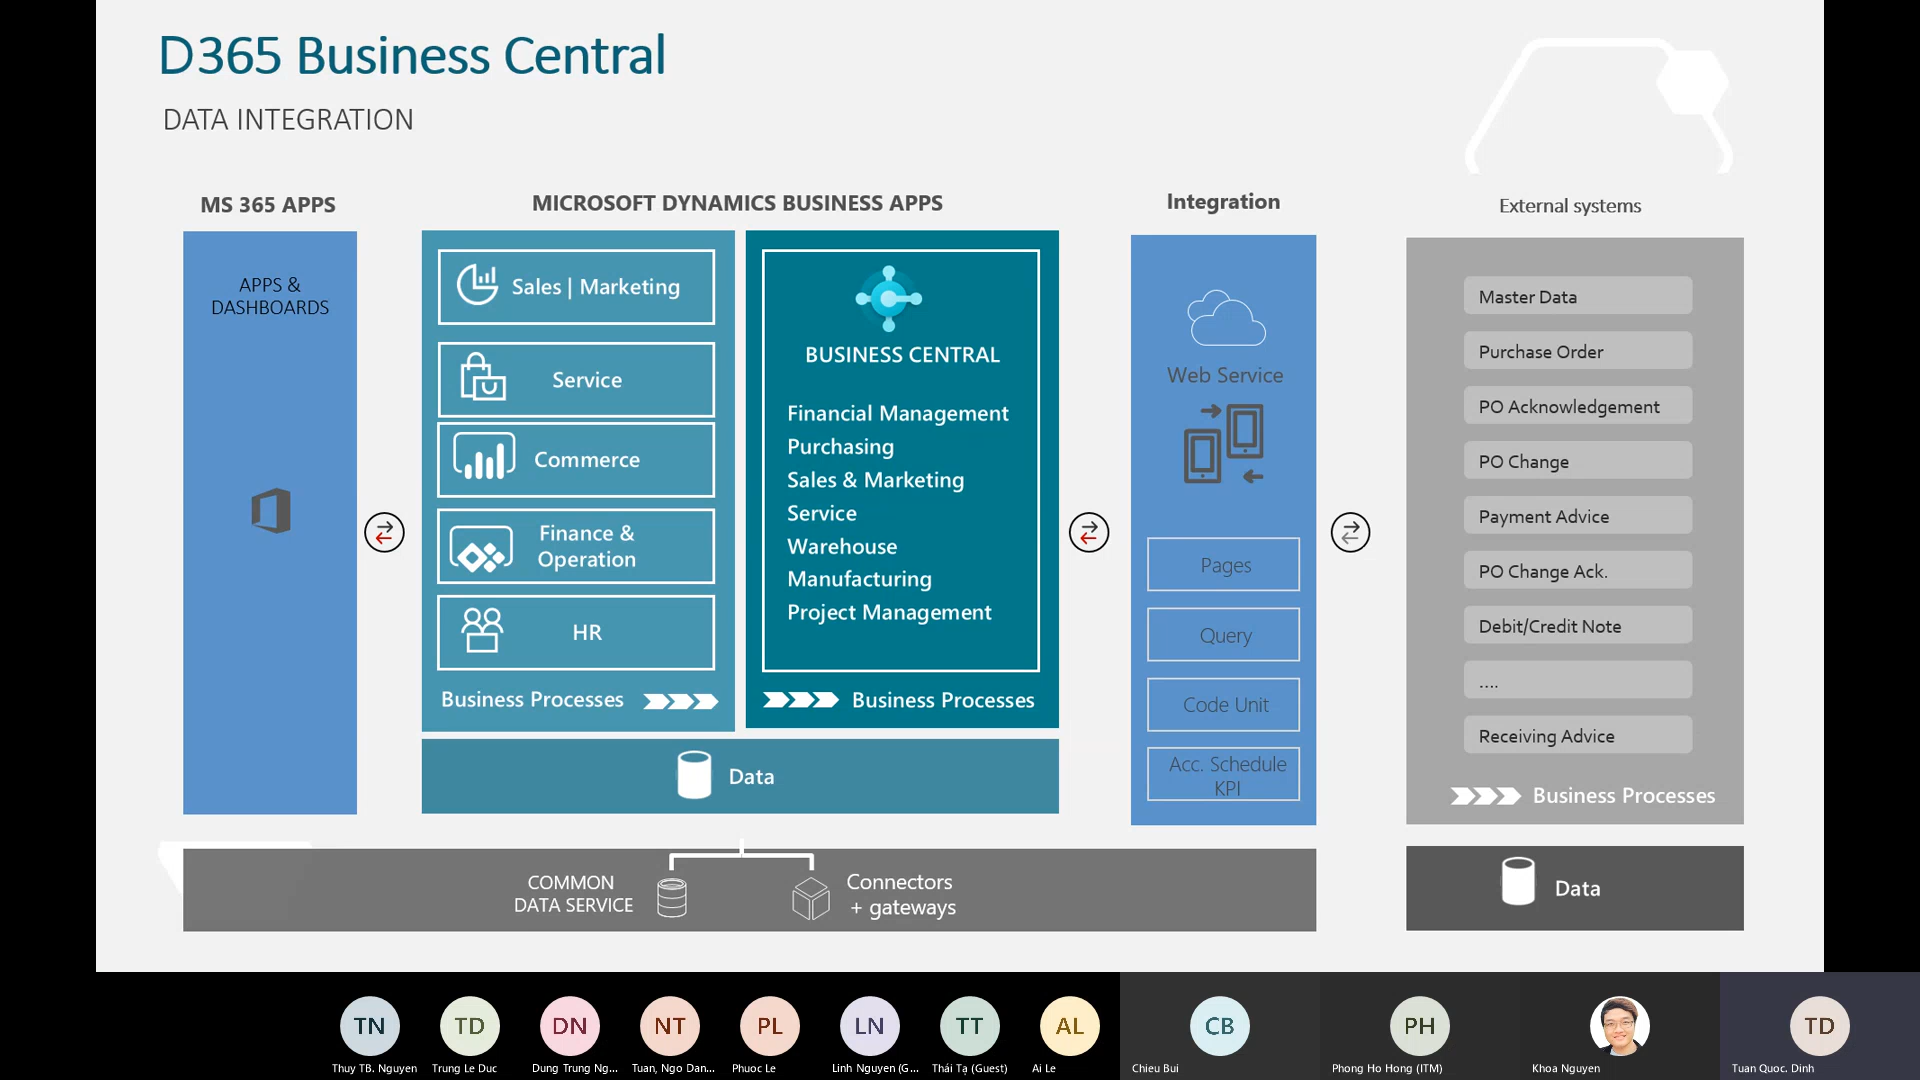 D365 Business Central
DATA INTEGRATION
MS 365 APPS
APPS &
DASHBOARDS
MICROSOFT DYNAMICS BUSINESS APPS
Sales | Marketing
Service
Commerce
Finance &
Operation
HR
Business Processes
BUSINESS CENTRAL
Financial Management
Purchasing
Sales & Marketing
Service
Warehouse
Manufacturing
Project Management
Business Processes
Data
Integration
Web Service
Pages
Query
Code Unit
Acc. Schedule
KPI
External systems
Master Data
Purchase Order
PO Acknowledgement
PO Change
Payment Advice
PO Change Ack.
Debit/Credit Note
....
Receiving Advice
Business Processes
COMMON
DATA SERVICE
Connectors
+ gateways
Data
TN
TD
DN
NT
PL
LN
TT
AL
CB
PH
TD
Thuy TB. Nguyen
Trung Le Duc
Dung Trung Ng...
Tuan, Ngo Dan...
Phuoc Le
Linh Nguyen (G...
Thái Tạ (Guest)
Ai Le
Chieu Bui
Phong Ho Hong (ITM)
Khoa Nguyen
Tuan Quoc. Dinh